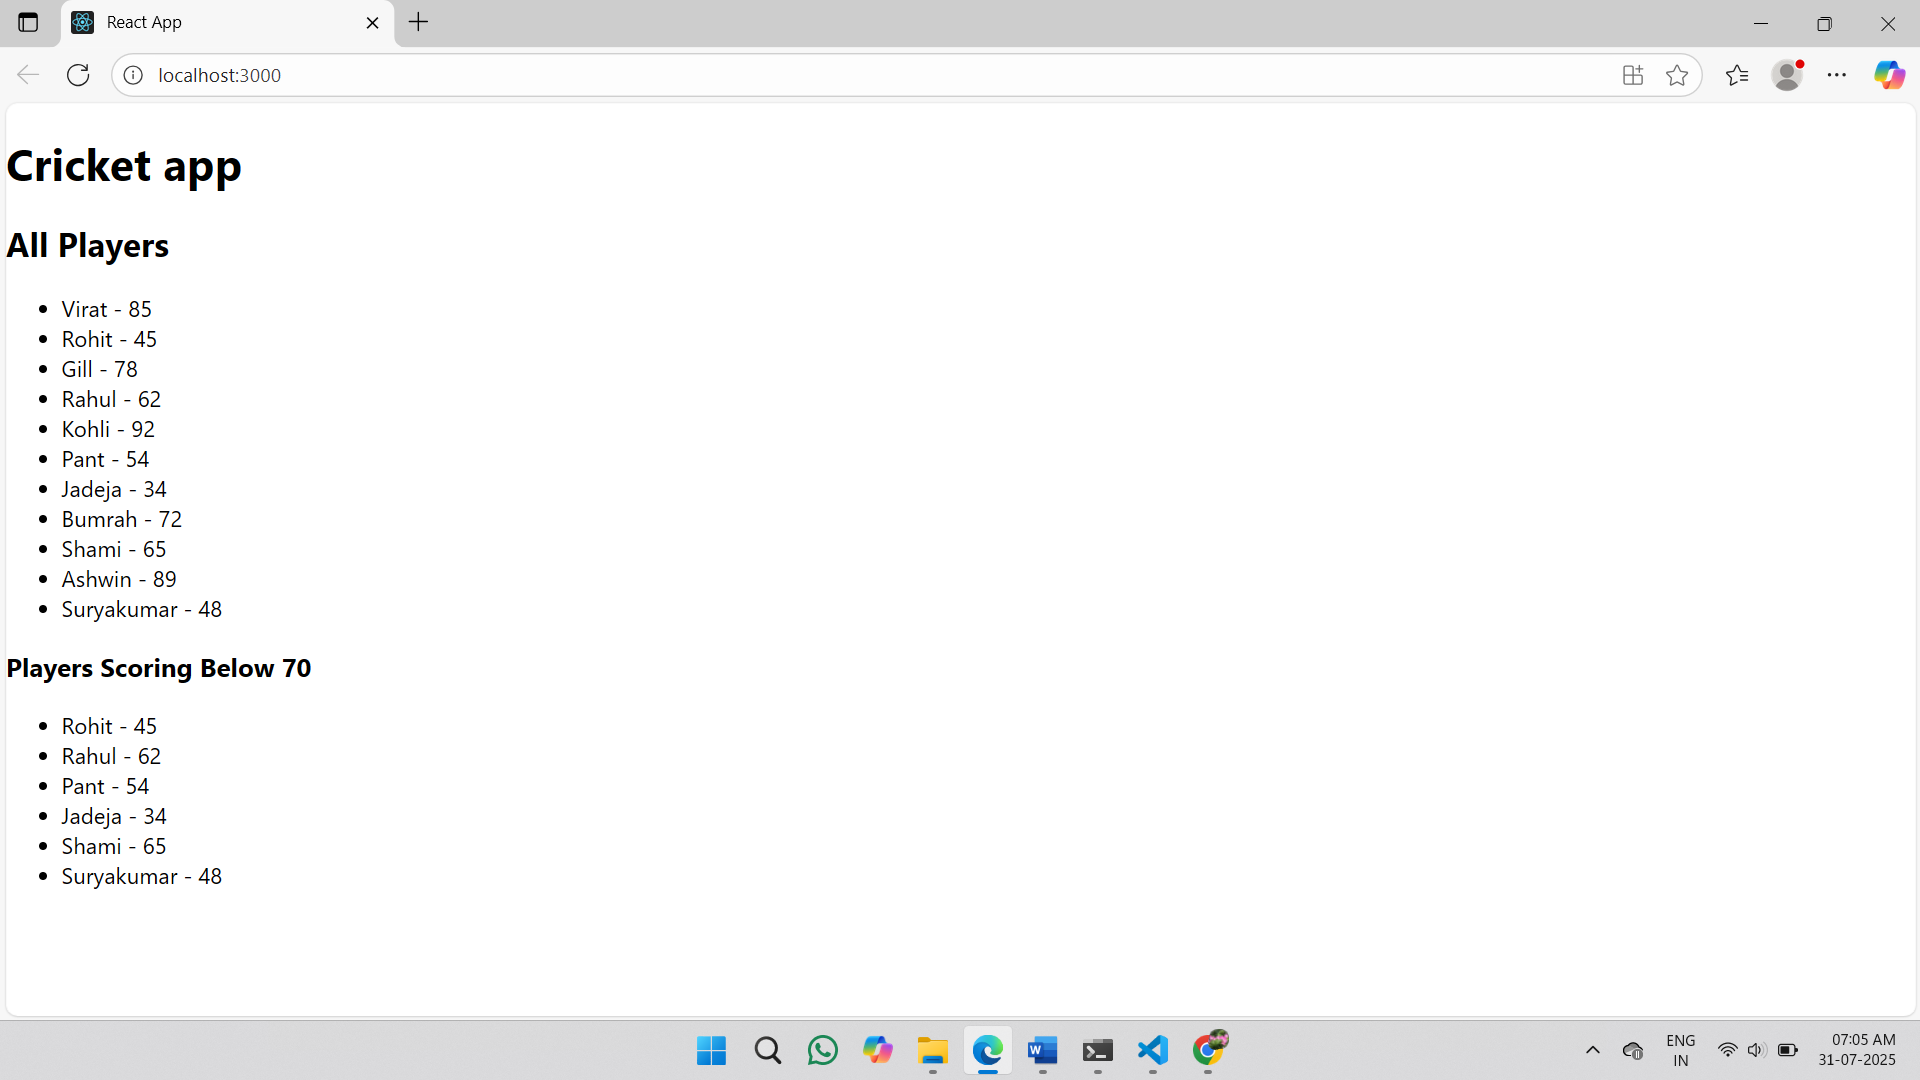 React App
localhost:3000
Cricket app
All Players
Virat - 85
Rohit - 45
Gill - 78
Rahul - 62
Kohli - 92
Pant - 54
Jadeja - 34
Bumrah - 72
Shami - 65
Ashwin - 89
Suryakumar - 48
Players Scoring Below 70
Rohit - 45
Rahul - 62
Pant - 54
Jadeja - 34
Shami - 65
Suryakumar - 48
ENG
IN
07:05 AM
31-07-2025